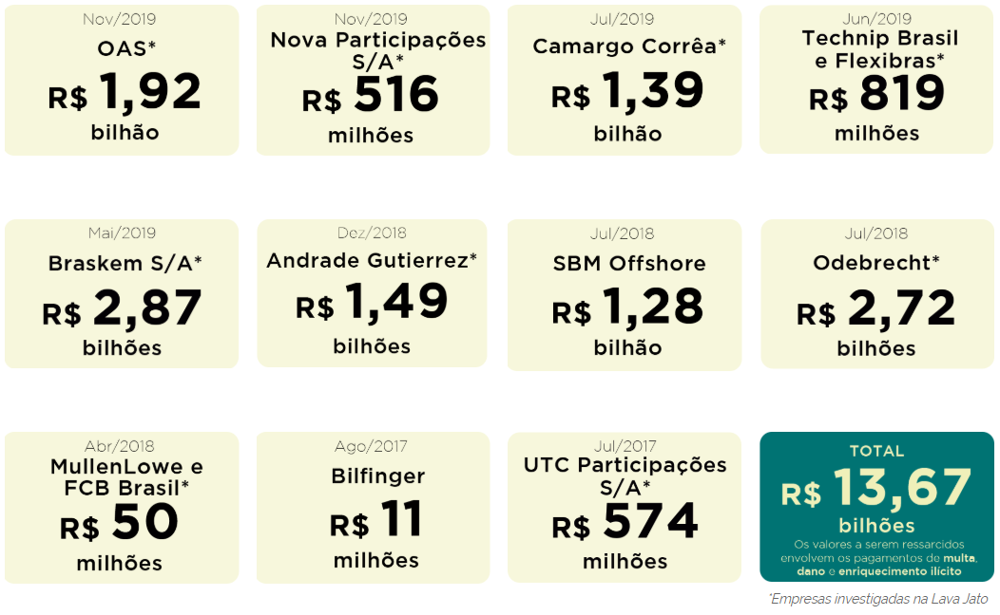 Nov/2019
OAS*
R$ 1,92
bilhão
Nov/2019
Nova Participações
S/A*
R$ 516
milhões
Jul/2019
Camargo Corrêa*
R$ 1,39
bilhão
Jun/2019
Technip Brasil
e Flexibras*
R$ 819
milhões
Mai/2019
Braskem S/A*
R$ 2,87
bilhões
Dez/2018
Andrade Gutierrez*
R$ 1,49
bilhões
Jul/2018
SBM Offshore
R$ 1,28
bilhão
Jul/2018
Odebrecht*
R$ 2,72
bilhões
Abr/2018
MullenLowe e
FCB Brasil*
R$ 50
milhões
Ago/2017
Bilfinger
R$ 11
milhões
Jul/2017
UTC Participações
S/A*
R$ 574
milhões
TOTAL
R$ 13,67
bilhões
Os valores a serem ressarcidos
envolvem os pagamentos de multa,
dano e enriquecimento ilícito
*Empresas investigadas na Lava Jato